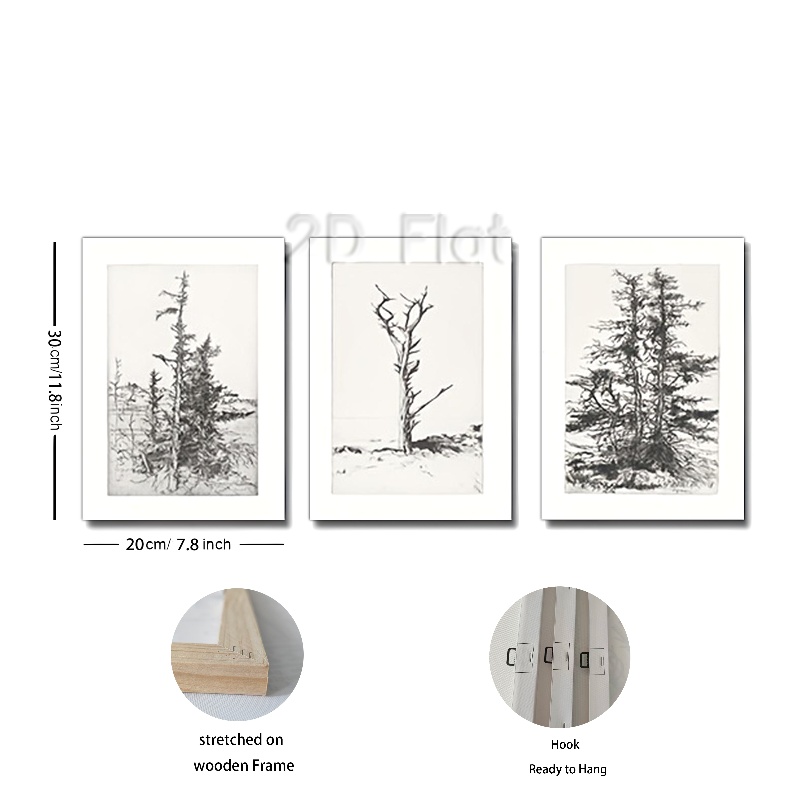 2D Flat
30cm/11.8inch
20cm/ 7.8 inch
stretched on
wooden Frame
Hook
Ready to Hang